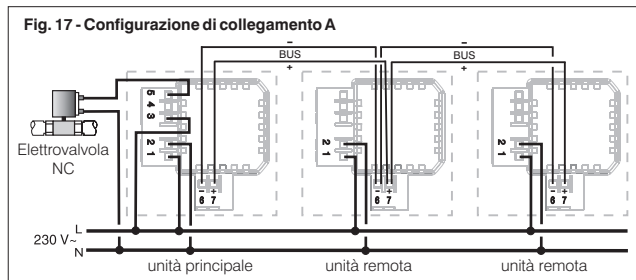 Fig. 17 - Configurazione di collegamento A
−
BUS
+
−
BUS
+
5
4
3
2
1
2
1
2
1
Elettrovalvola
NC
− +
6 7
− +
6 7
− +
6 7
L
230 V~
N
unità principale
unità remota
unità remota